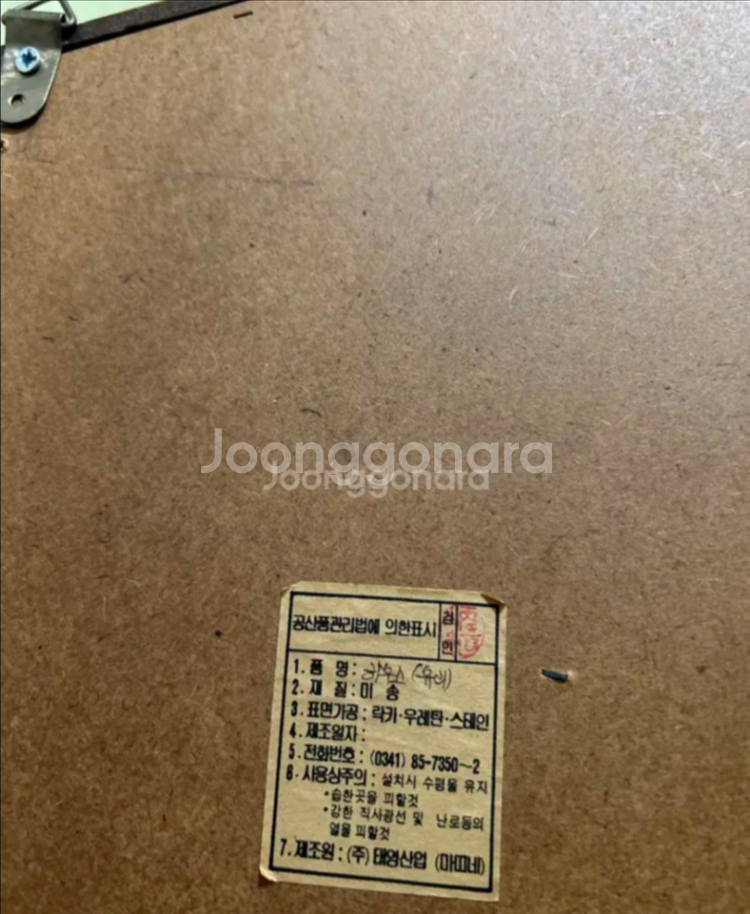 Joonggonara
Joonggonara
공산품관리법에 의한표시
검
인
1. 품 명 :
2. 재 질 : 미 송
3. 표면가공 : 락카·우레탄·스테인
4. 제조일자 :
5. 전화번호 : (0341) 85-7350~2
6. 사용상주의 : 설치시 수평을 유지
*습한곳을 피할것
*강한 직사광선 및 난로등의
열을 피할것
7. 제조원 : (주) 태영산업 (마띠네)